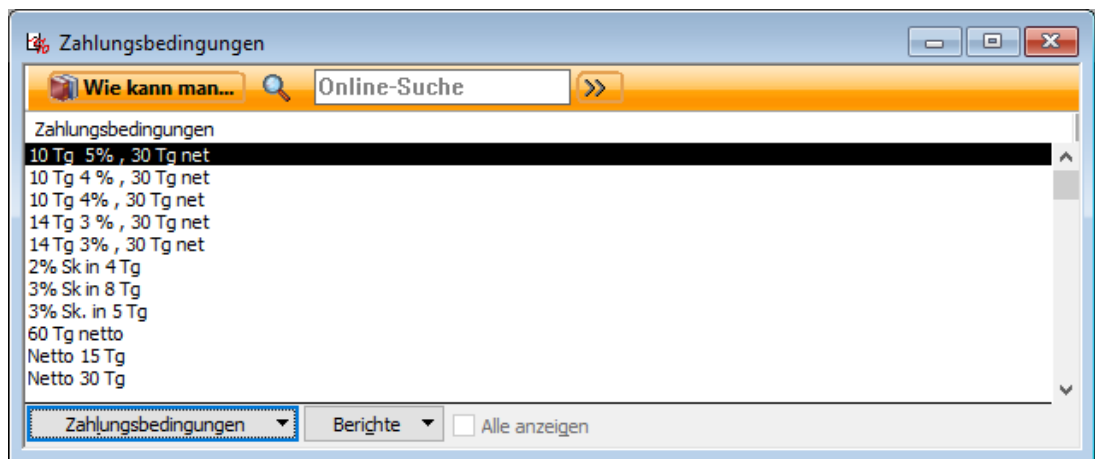 Zahlungsbedingungen
Wie kann man... Online-Suche
Zahlungsbedingungen
10 Tg  5% , 30 Tg net
10 Tg 4 % , 30 Tg net
10 Tg 4% , 30 Tg net
14 Tg 3 % , 30 Tg net
14 Tg 3% , 30 Tg net
2% Sk in 4 Tg
3% Sk in 8 Tg
3% Sk. in 5 Tg
60 Tg netto
Netto 15 Tg
Netto 30 Tg
Zahlungsbedingungen Berichte Alle anzeigen